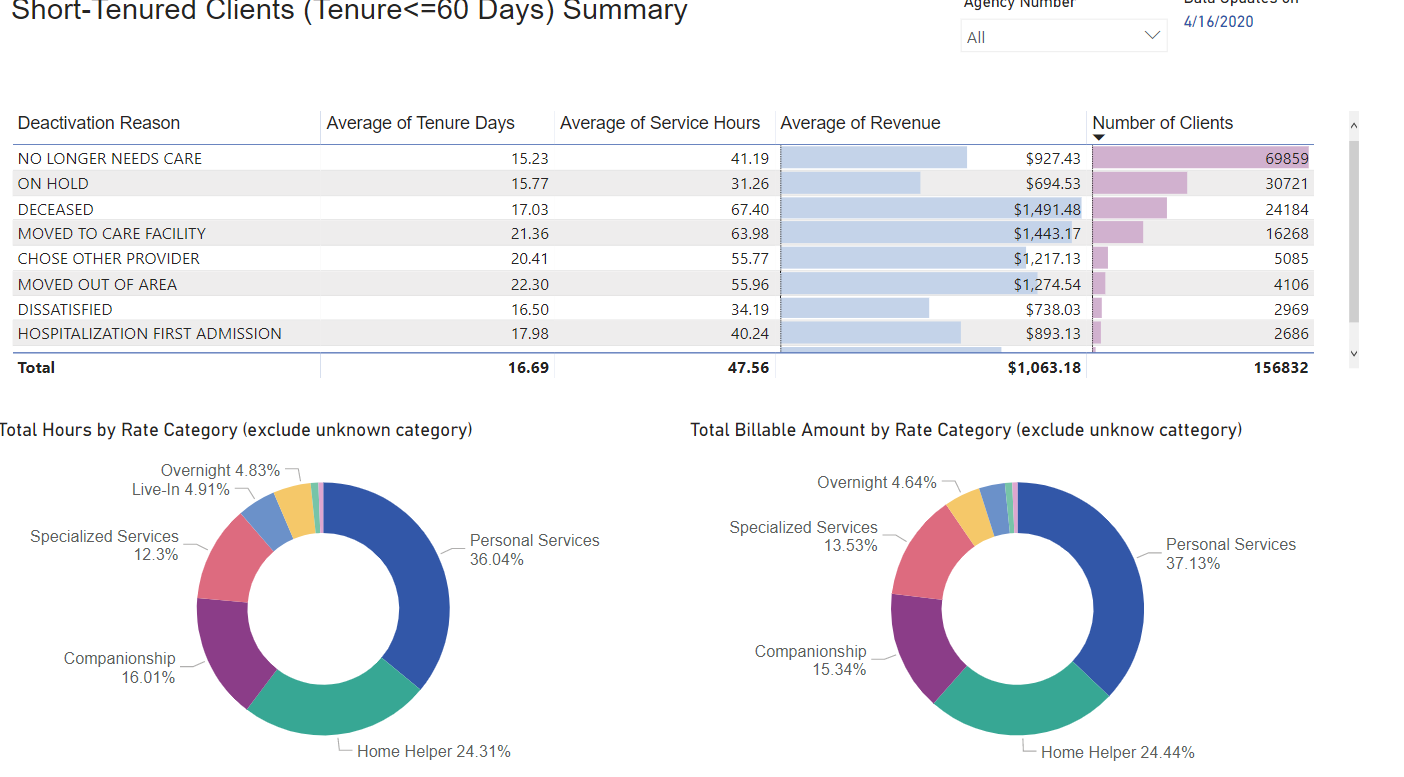 Short-Tenured Clients (Tenure<=60 Days) Summary
Agency Number
All
Data Updates on
4/16/2020
Deactivation Reason Average of Tenure Days Average of Service Hours Average of Revenue Number of Clients
NO LONGER NEEDS CARE 15.23 41.19 $927.43 69859
ON HOLD 15.77 31.26 $694.53 30721
DECEASED 17.03 67.40 $1,491.48 24184
MOVED TO CARE FACILITY 21.36 63.98 $1,443.17 16268
CHOSE OTHER PROVIDER 20.41 55.77 $1,217.13 5085
MOVED OUT OF AREA 22.30 55.96 $1,274.54 4106
DISSATISFIED 16.50 34.19 $738.03 2969
HOSPITALIZATION FIRST ADMISSION 17.98 40.24 $893.13 2686
Total 16.69 47.56 $1,063.18 156832
Total Hours by Rate Category (exclude unknown category)
Overnight 4.83%
Live-In 4.91%
Specialized Services
12.3%
Personal Services
36.04%
Companionship
16.01%
Home Helper 24.31%
Total Billable Amount by Rate Category (exclude unknow cattegory)
Overnight 4.64%
Specialized Services
13.53%
Personal Services
37.13%
Companionship
15.34%
Home Helper 24.44%